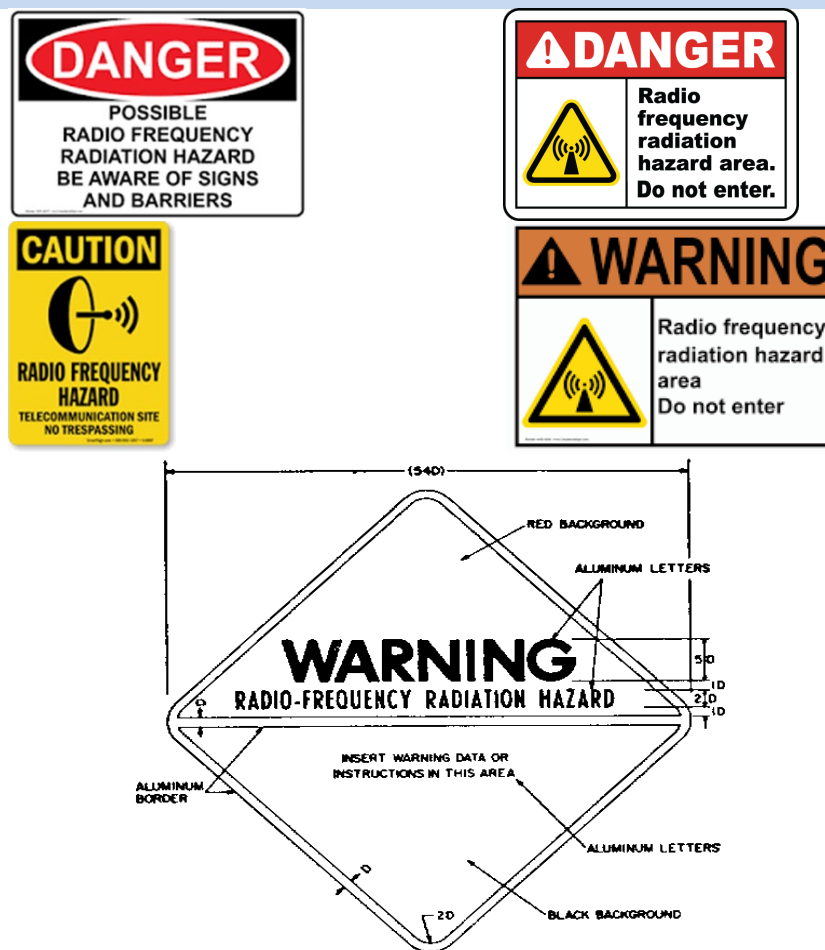 DANGER
POSSIBLE
RADIO FREQUENCY
RADIATION HAZARD
BE AWARE OF SIGNS
AND BARRIERS
DANGER
Radio
frequency
radiation
hazard area.
Do not enter.
CAUTION
RADIO FREQUENCY
HAZARD
TELECOMMUNICATION SITE
NO TRESPASSING
WARNING
Radio frequency
radiation hazard
area
Do not enter
(54D)
RED BACKGROUND
ALUMINUM LETTERS
WARNING
5D
1D
RADIO-FREQUENCY RADIATION HAZARD
2D
D
1D
INSERT WARNING DATA OR
INSTRUCTIONS IN THIS AREA
ALUMINUM
BORDER
ALUMINUM LETTERS
D
2D
BLACK BACKGROUND